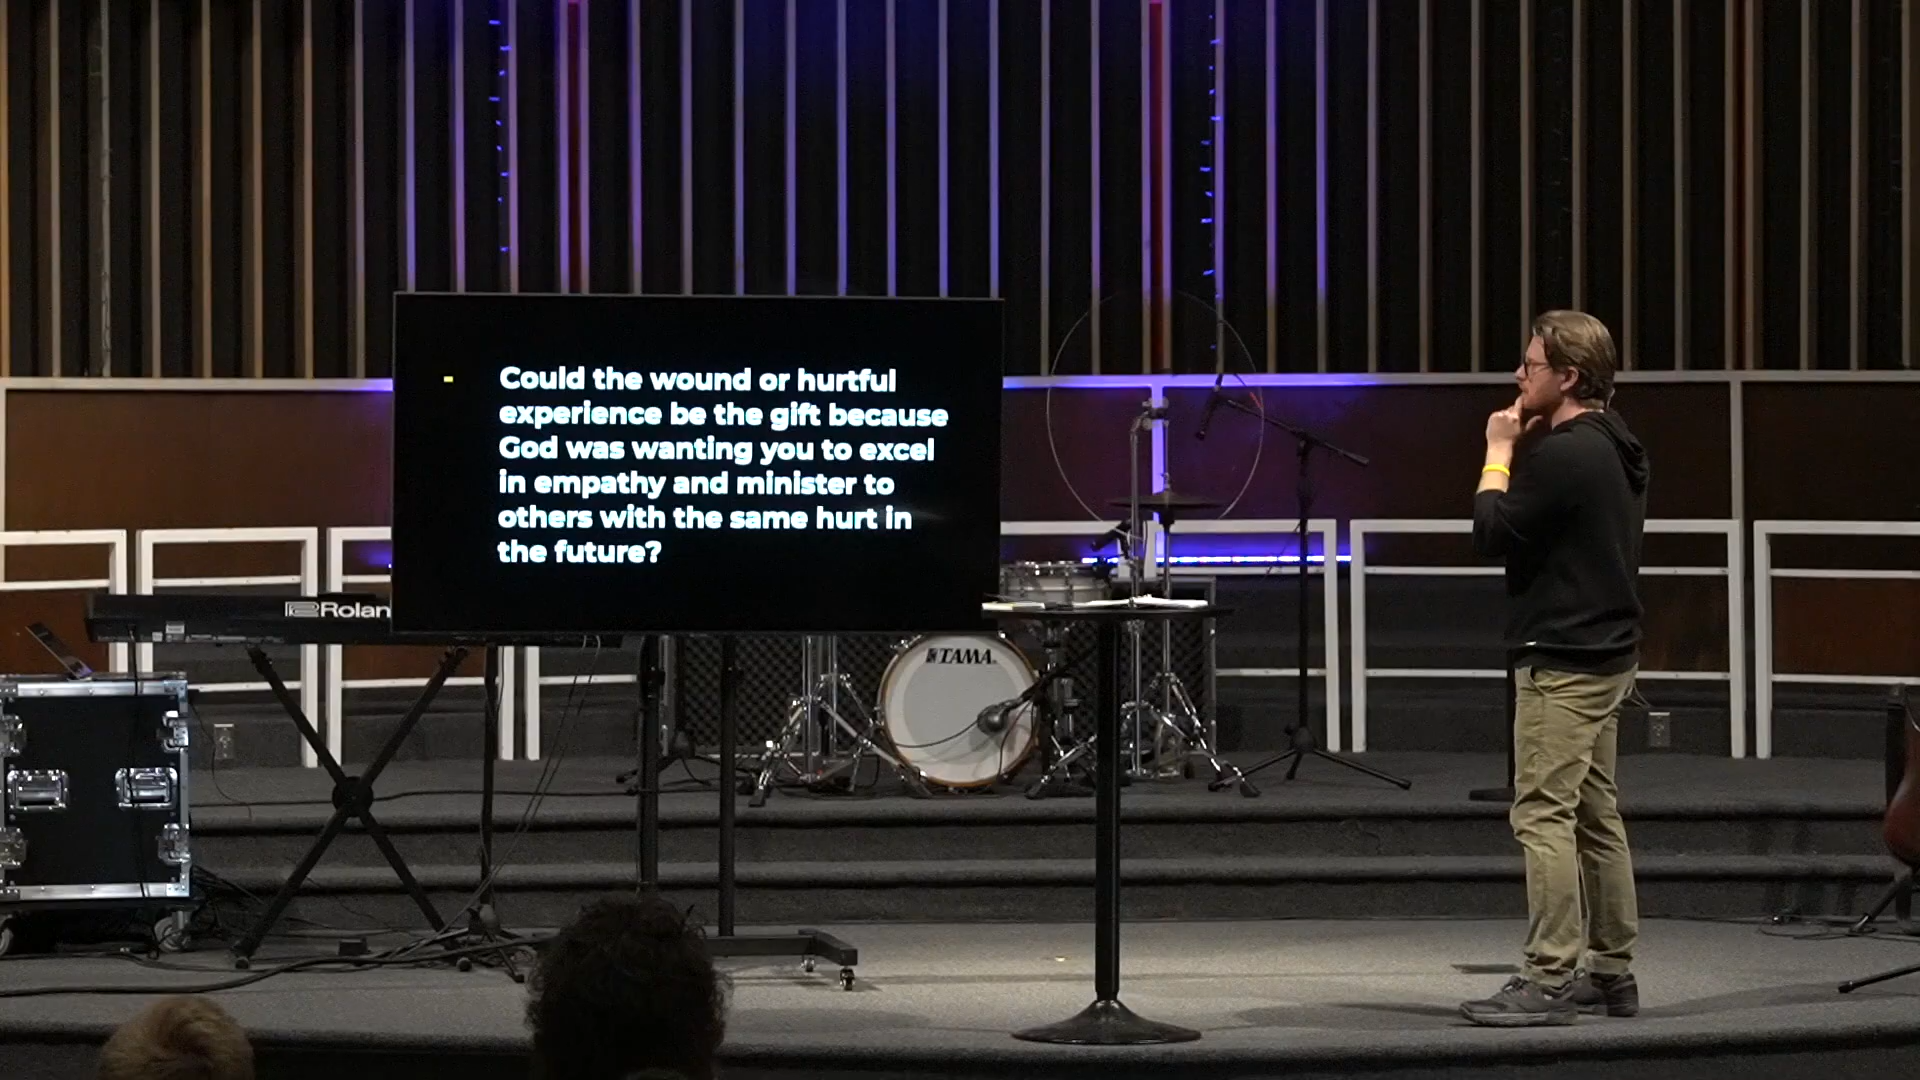 Could the wound or hurtful
experience be the gift because
God was wanting you to excel
in empathy and minister to
others with the same hurt in
the future?
Rolan
TAMA